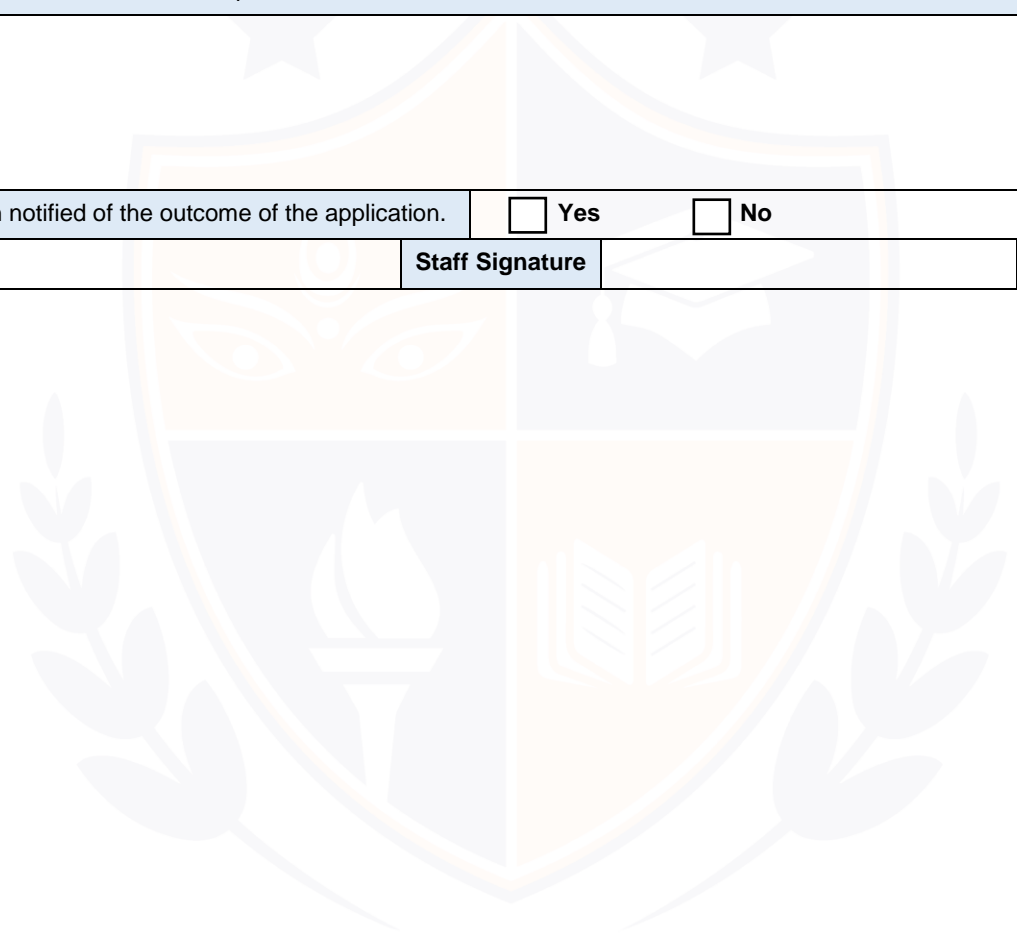 notified of the outcome of the application. Yes No
Staff Signature